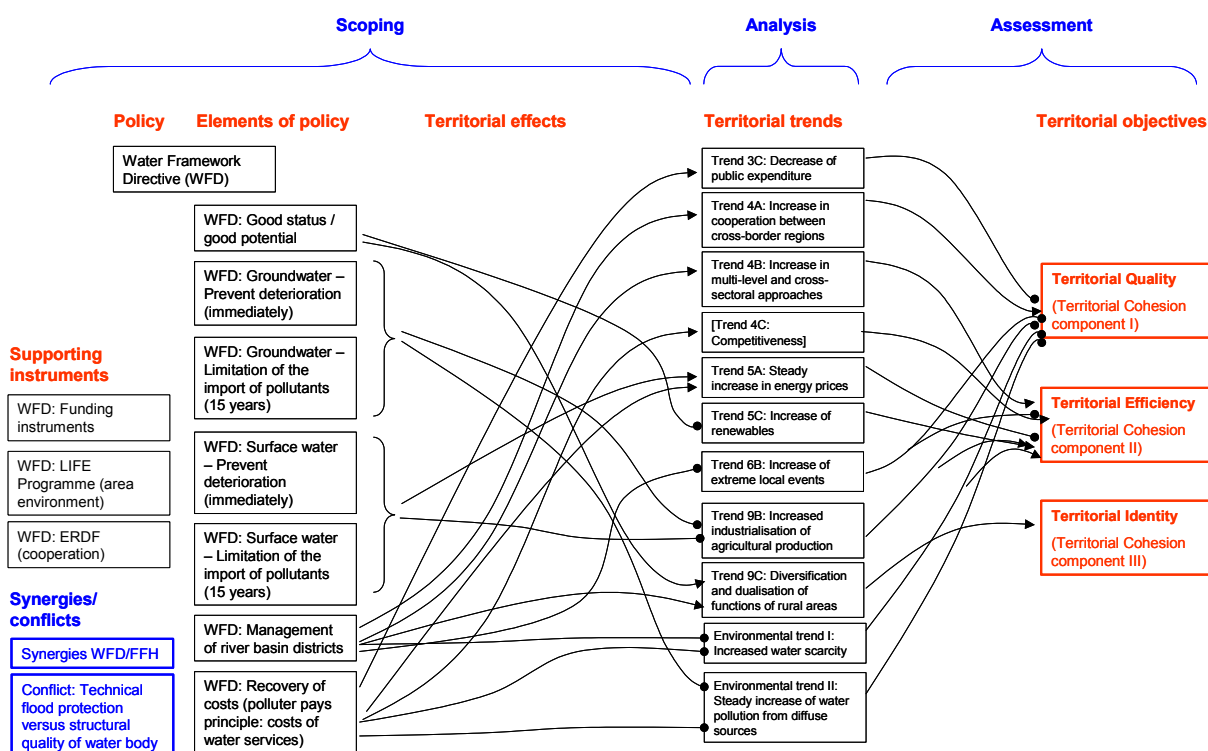 Scoping
Analysis
Assessment
Policy
Elements of policy
Territorial effects
Territorial trends
Territorial objectives
Water Framework
Directive (WFD)
WFD: Good status /
good potential
WFD: Groundwater –
Prevent deterioration
(immediately)
WFD: Groundwater –
Limitation of the
import of pollutants
(15 years)
WFD: Surface water
– Prevent
deterioration
(immediately)
WFD: Surface water
– Limitation of the
import of pollutants
(15 years)
WFD: Management
of river basin districts
WFD: Recovery of
costs (polluter pays
principle: costs of
water services)
Supporting
instruments
WFD: Funding
instruments
WFD: LIFE
Programme (area
environment)
WFD: ERDF
(cooperation)
Synergies/
conflicts
Synergies WFD/FFH
Conflict: Technical
flood protection
versus structural
quality of water body
Trend 3C: Decrease of
public expenditure
Trend 4A: Increase in
cooperation between
cross-border regions
Trend 4B: Increase in
multi-level and cross-
sectoral approaches
[Trend 4C:
Competitiveness]
Trend 5A: Steady
increase in energy prices
Trend 5C: Increase of
renewables
Trend 6B: Increase of
extreme local events
Trend 9B: Increased
industrialisation of
agricultural production
Trend 9C: Diversification
and dualisation of
functions of rural areas
Environmental trend I:
Increased water scarcity
Environmental trend II:
Steady increase of water
pollution from diffuse
sources
Territorial Quality
(Territorial Cohesion
component I)
Territorial Efficiency
(Territorial Cohesion
component II)
Territorial Identity
(Territorial Cohesion
component III)